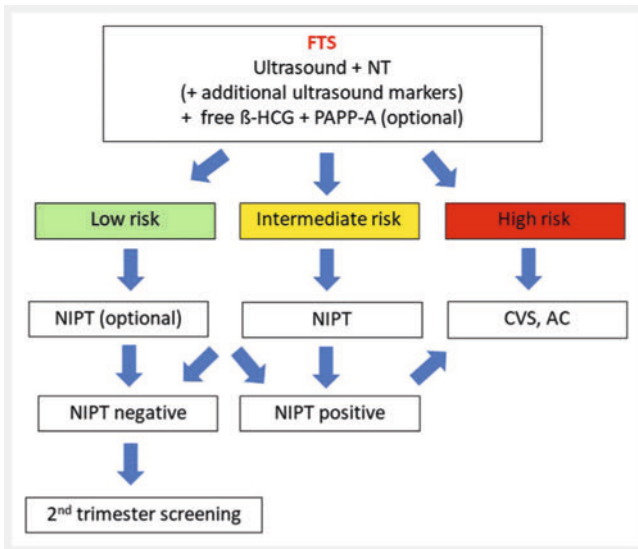 FTS
Ultrasound + NT
(+ additional ultrasound markers)
+ free ß-HCG + PAPP-A (optional)
Low risk
Intermediate risk
High risk
NIPT (optional)
NIPT
CVS, AC
NIPT negative
NIPT positive
2nd trimester screening